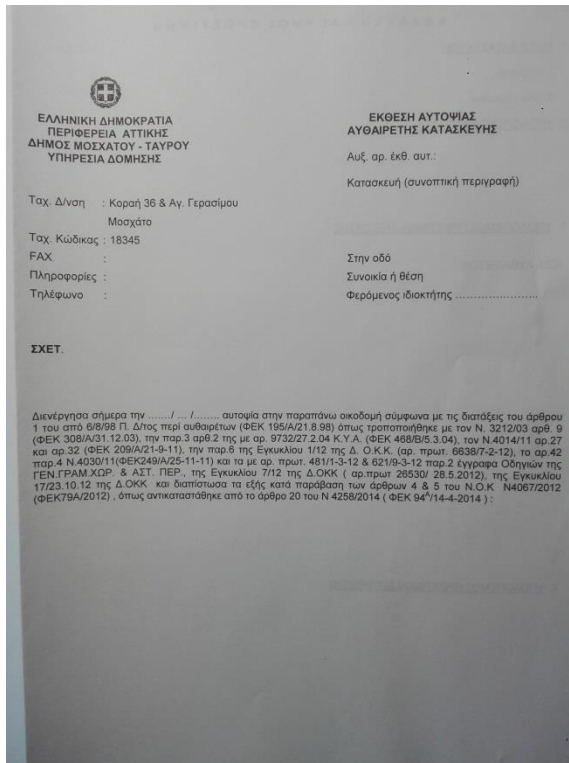 ΕΛΛΗΝΙΚΗ ΔΗΜΟΚΡΑΤΙΑ
ΠΕΡΙΦΕΡΕΙΑ ΑΤΤΙΚΗΣ
ΔΗΜΟΣ ΜΟΣΧΑΤΟΥ - ΤΑΥΡΟΥ
ΥΠΗΡΕΣΙΑ ΔΟΜΗΣΗΣ
Ταχ. Δ/νση : Κοραή 36 & Αγ. Γερασίμου
Μοσχάτο
Ταχ. Κώδικας : 18345
FAX :
Πληροφορίες :
Τηλέφωνο :
ΕΚΘΕΣΗ ΑΥΤΟΨΙΑΣ
ΑΥΘΑΙΡΕΤΗΣ ΚΑΤΑΣΚΕΥΗΣ
Αυξ. αρ. έκθ. αυτ.:
Κατασκευή (συνοπτική περιγραφή)
Στην οδό
Συνοικία ή θέση
Φερόμενος ιδιοκτήτης ........................
ΣΧΕΤ.
Διενέργησα σήμερα την ......./ ... /........ αυτοψία στην παραπάνω οικοδομή σύμφωνα με τις διατάξεις του άρθρου
1 του από 6/8/98 Π. Δ/τος περί αυθαιρέτων (ΦΕΚ 195/Α/21.8.98) όπως τροποποιήθηκε με τον Ν. 3212/03 αρθ. 9
(ΦΕΚ 308/Α/31.12.03), την παρ.3 αρθ.2 της με αρ. 9732/27.2.04 Κ.Υ.Α. (ΦΕΚ 468/Β/5.3.04), τον Ν.4014/11 αρ.27
και αρ.32 (ΦΕΚ 209/Α/21-9-11), την παρ.6 της Εγκυκλίου 1/12 της Δ. Ο.Κ.Κ. (αρ. πρωτ. 6638/7-2-12), το αρ.42
παρ.4 Ν.4030/11(ΦΕΚ249/Α/25-11-11) και τα με αρ. πρωτ. 481/1-3-12 & 621/9-3-12 παρ.2 έγγραφα Οδηγιών της
ΓΕΝ.ΓΡΑΜ.ΧΩΡ. & ΑΣΤ. ΠΕΡ., της Εγκυκλίου 7/12 της Δ.ΟΚΚ ( αρ.πρωτ 26530/ 28.5.2012), της Εγκυκλίου
17/23.10.12 της Δ.ΟΚΚ και διαπίστωσα τα εξής κατά παράβαση των άρθρων 4 & 5 του Ν.Ο.Κ Ν4067/2012
(ΦΕΚ79Α/2012) , όπως αντικαταστάθηκε από το άρθρο 20 του Ν 4258/2014 ( ΦΕΚ 94Α/14-4-2014 ) :